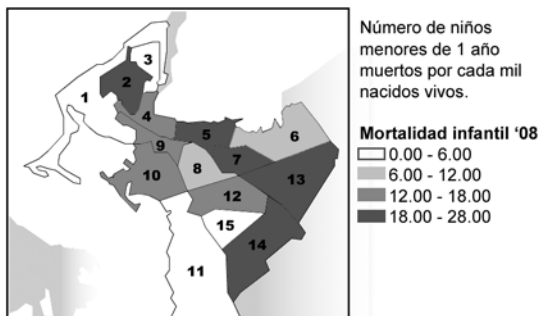 Número de niños
menores de 1 año
muertos por cada mil
nacidos vivos.
Mortalidad infantil '08
0.00 - 6.00
6.00 - 12.00
12.00 - 18.00
18.00 - 28.00
3
2
1
4
5
6
9
7
8
10
13
12
15
14
11